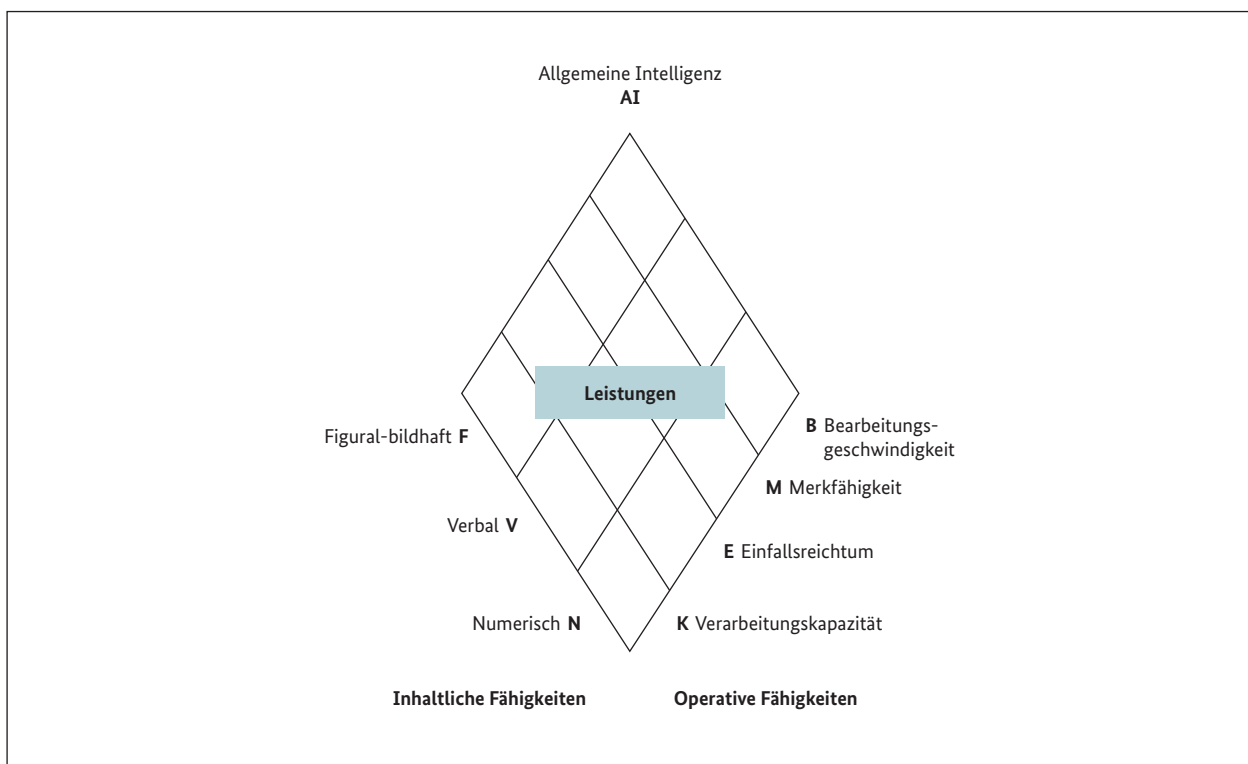 Allgemeine Intelligenz
AI
Leistungen
Figural-bildhaft F
B Bearbeitungs-
geschwindigkeit
M Merkfähigkeit
Verbal V
E Einfallsreichtum
Numerisch N
K Verarbeitungskapazität
Inhaltliche Fähigkeiten
Operative Fähigkeiten